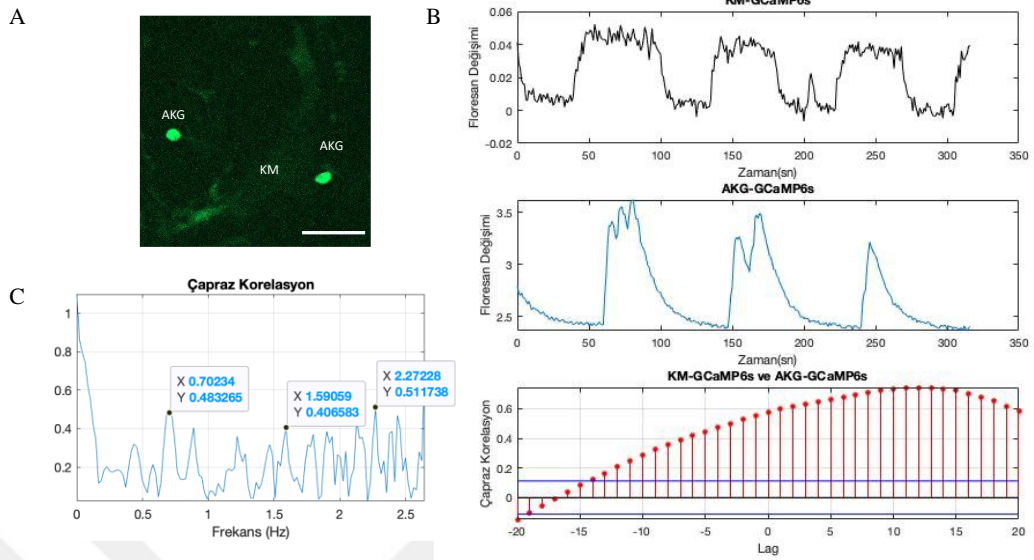 A
AKG
AKG
KM
B
KM-GCaMP6s
Floresan Değişimi
0.06
0.04
0.02
0
-0.02
0 50 100 150 200 250 300 350
Zaman(sn)
AKG-GCaMP6s
Floresan Değişimi
3.5
3
2.5
0 50 100 150 200 250 300 350
Zaman(sn)
KM-GCaMP6s ve AKG-GCaMP6s
Çapraz Korelasyon
0.6
0.4
0.2
0
-20 -15 -10 -5 0 5 10 15 20
Lag
C
Çapraz Korelasyon
1
0.8
0.6
0.4
0.2
X 0.70234
Y 0.483265
X 1.59059
Y 0.406583
X 2.27228
Y 0.511738
0 0.5 1 1.5 2 2.5
Frekans (Hz)